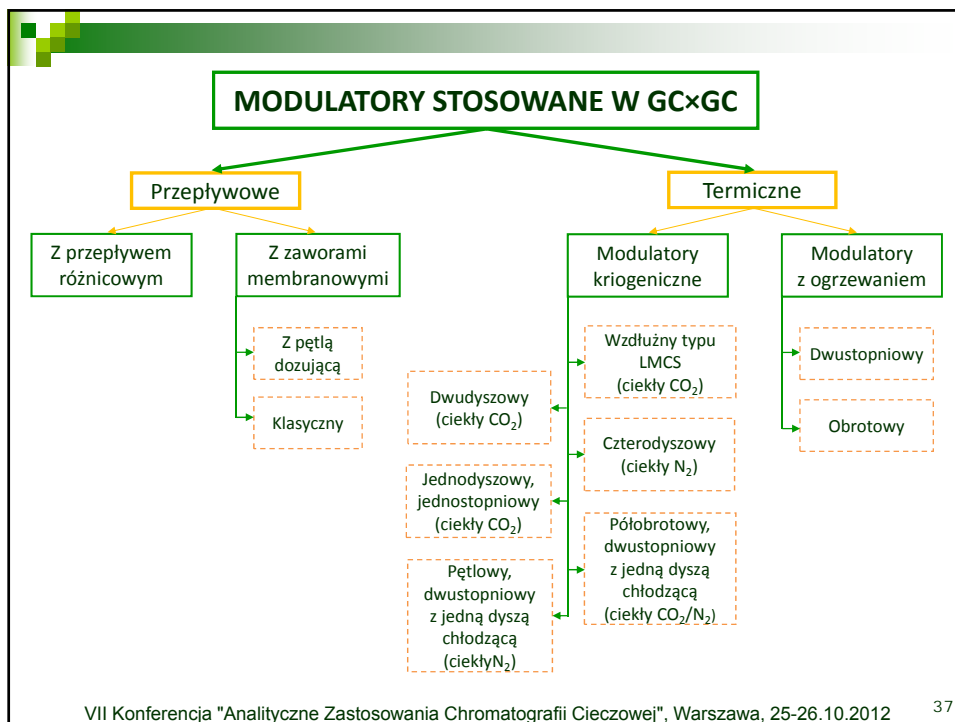 MODULATORY STOSOWANE W GC×GC
Przepływowe
Termiczne
Z przepływem
różnicowym
Z zaworami
membranowymi
Modulatory
kriogeniczne
Modulatory
z ogrzewaniem
Z pętlą
dozującą
Klasyczny
Wzdłużny typu
LMCS
(ciekły CO₂)
Dwudyszowy
(ciekły CO₂)
Czterodyszowy
(ciekły N₂)
Jednodyszowy,
jednostopniowy
(ciekły CO₂)
Półobrotowy,
dwustopniowy
z jedną dyszą
chłodzącą
(ciekły CO₂/N₂)
Pętlowy,
dwustopniowy
z jedną dyszą
chłodzącą
(ciekłyN₂)
Dwustopniowy
Obrotowy
VII Konferencja "Analityczne Zastosowania Chromatografii Cieczowej", Warszawa, 25-26.10.2012
37